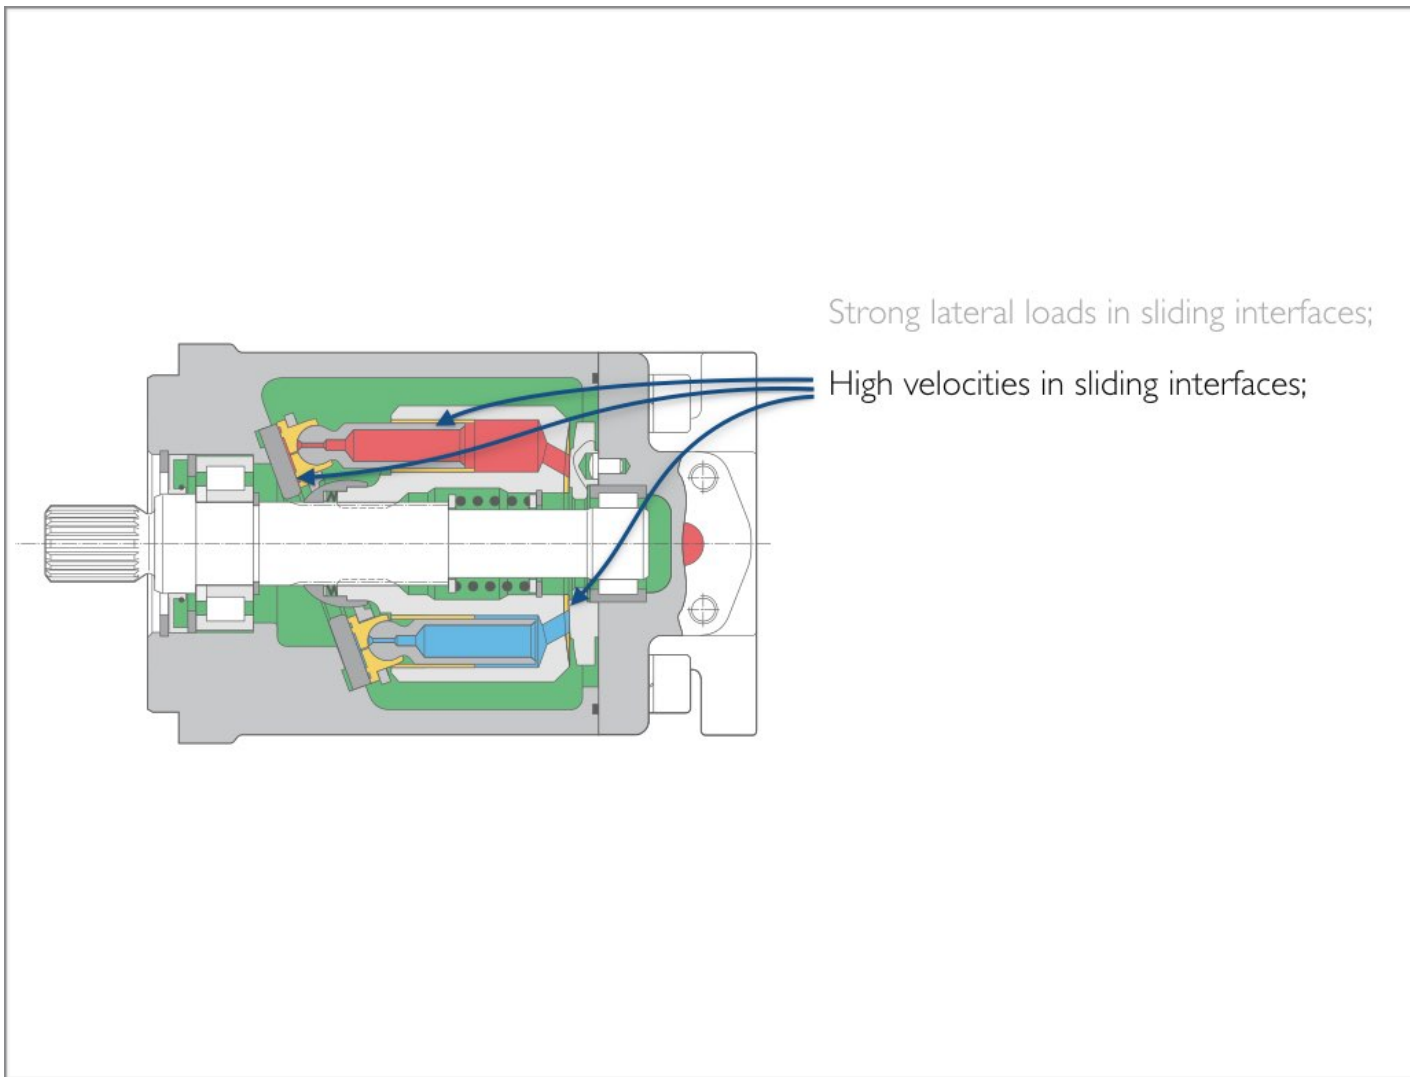 Strong lateral loads in sliding interfaces;
High velocities in sliding interfaces;